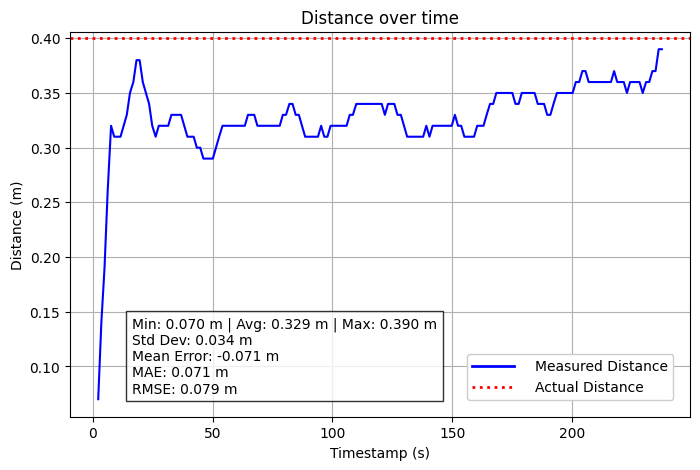 Distance over time
Distance (m)
0.40
0.35
0.30
0.25
0.20
0.15
0.10
Min: 0.070 m | Avg: 0.329 m | Max: 0.390 m
Std Dev: 0.034 m
Mean Error: -0.071 m
MAE: 0.071 m
RMSE: 0.079 m
Measured Distance
Actual Distance
0 50 100 150 200
Timestamp (s)